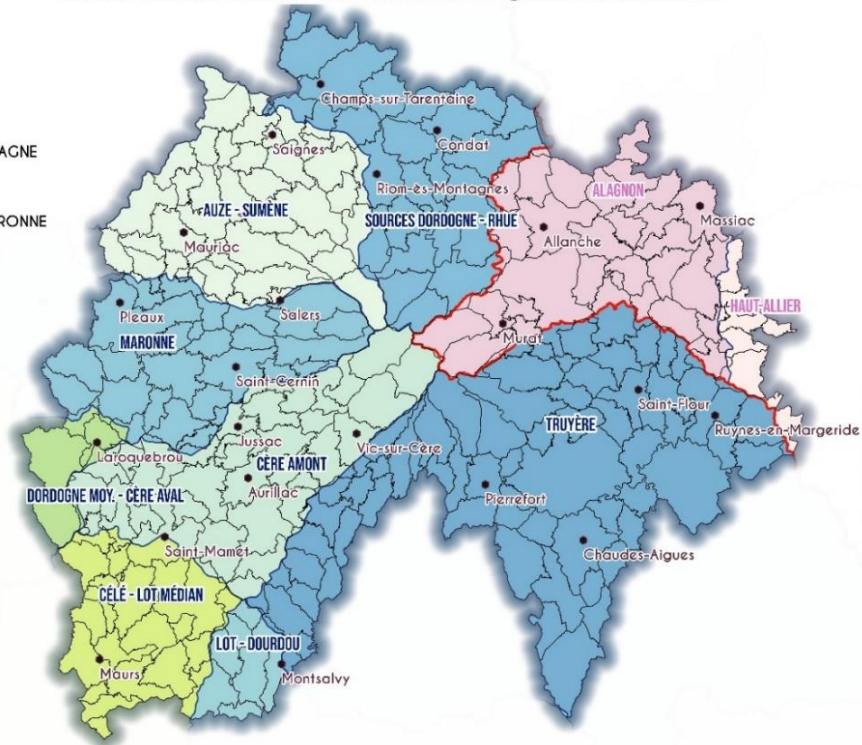 Champs-sur-Tarentaine
AGNE
Saignes
Condat
Riom-ès-Montagnes
ALAGNON
RONNE
AUZE - SUMÈNE
SOURCES DORDOGNE - RHUE
Massiac
Mauriac
Allanche
Pleaux
Salers
HAUT-ALLIER
MARONNE
Murat
Saint-Cernin
Saint-Flour
Jussac
TRUYÈRE
Ruynes-en-Margeride
Laroquebrou
Vic-sur-Cère
CÈRE AMONT
DORDOGNE MOY. - CÈRE AVAL
Aurillac
Pierrefort
Saint-Mamet
Chaudes-Aigues
CÉLÉ - LOT MÉDIAN
LOT - DOURDOU
Maurs
Montsalvy